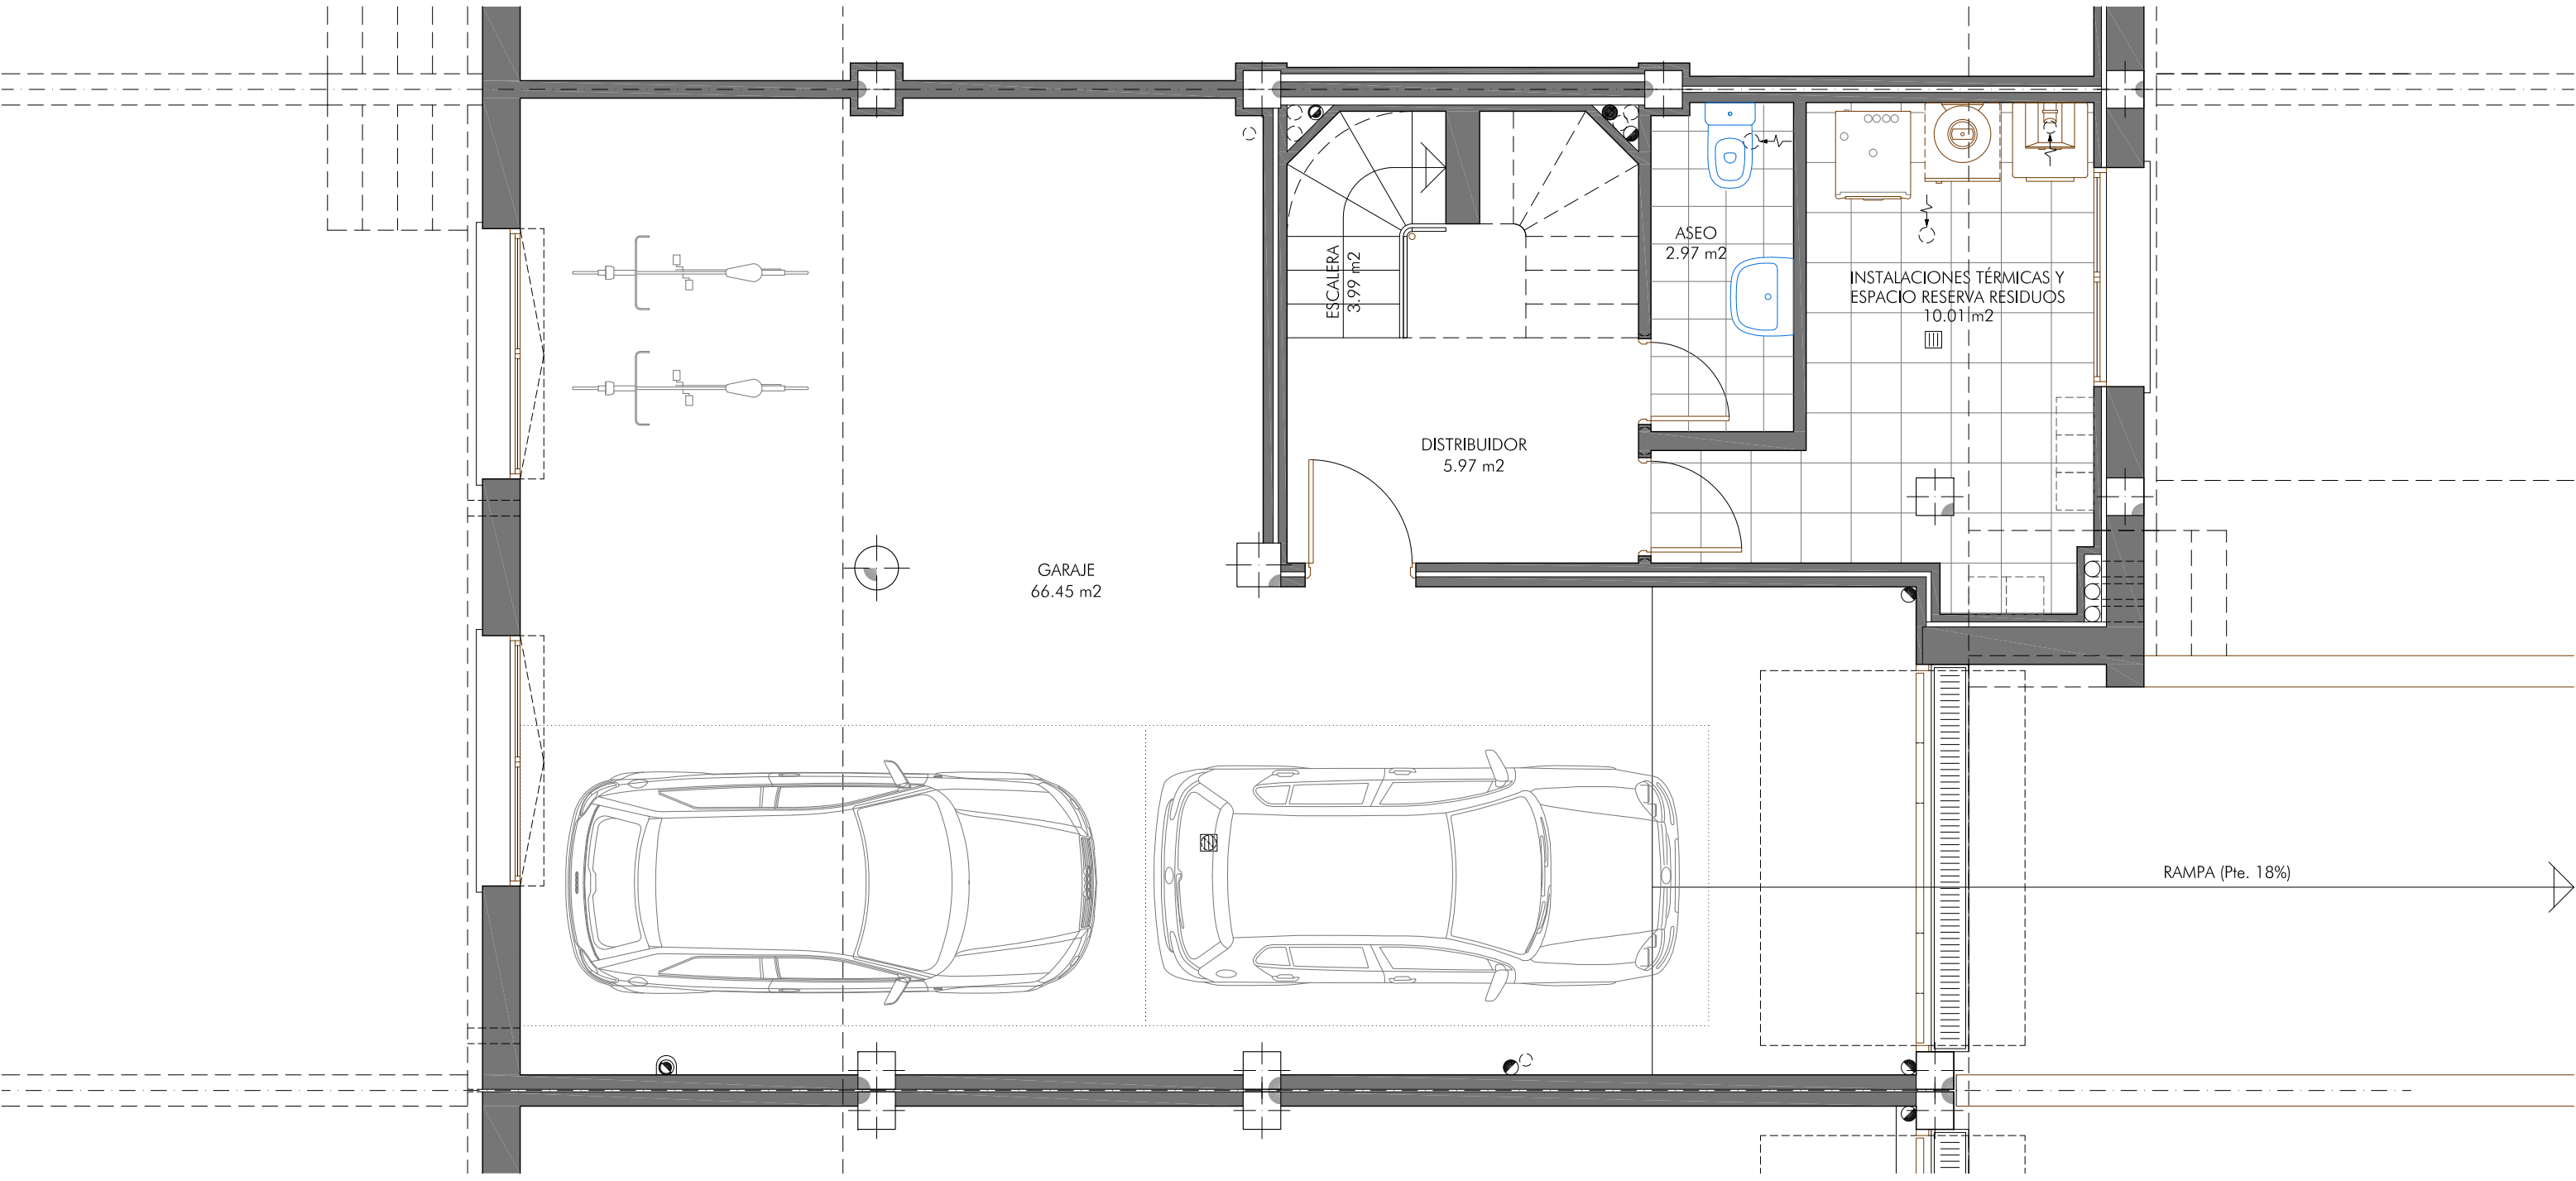 ESCALERA
3.99 m2
ASEO
2.97 m2
INSTALACIONES TÉRMICAS Y
ESPACIO RESERVA RESIDUOS
10.01 m2
DISTRIBUIDOR
5.97 m2
GARAJE
66.45 m2
RAMPA (Pte. 18%)